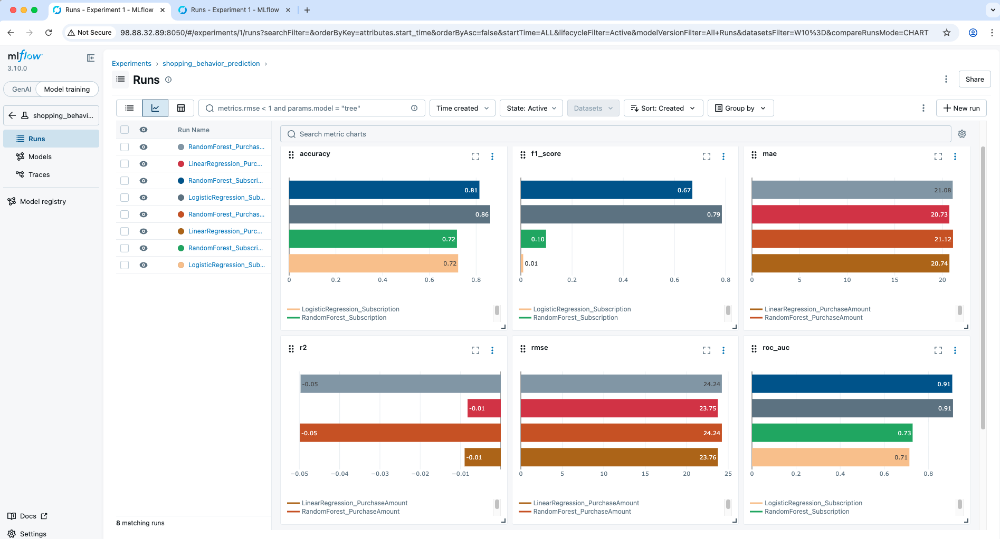 Runs - Experiment 1 - MLflow
Runs - Experiment 1 - MLflow
Not Secure
98.88.32.89:8050/#/experiments/1/runs?searchFilter=&orderByKey=attributes.start_time&orderByAsc=false&startTime=ALL&lifecycleFilter=Active&modelVersionFilter=All+Runs&datasetsFilter=W10%3D&compareRunsMode=CHART
mlflow
3.10.0
GenAI
Model training
shopping_behavi...
Runs
Models
Traces
Model registry
Docs
Settings
Experiments › shopping_behavior_prediction ›
Runs
Share
metrics.rmse < 1 and params.model = "tree"
Time created
State: Active
Datasets
Sort: Created
Group by
New run
Run Name
RandomForest_Purchas...
LinearRegression_Purc...
RandomForest_Subscri...
LogisticRegression_Sub...
RandomForest_Purchas...
LinearRegression_Purc...
RandomForest_Subscri...
LogisticRegression_Sub...
8 matching runs
Search metric charts
accuracy
0.81
0.86
0.72
0.72
0 0.2 0.4 0.6 0.8
LogisticRegression_Subscription
RandomForest_Subscription
f1_score
0.67
0.79
0.10
0.01
0 0.2 0.4 0.6 0.8
LogisticRegression_Subscription
RandomForest_Subscription
mae
21.08
20.73
21.12
20.74
0 5 10 15 20
LinearRegression_PurchaseAmount
RandomForest_PurchaseAmount
r2
-0.05
-0.01
-0.05
-0.01
−0.05 −0.04 −0.03 −0.02 −0.01
LinearRegression_PurchaseAmount
RandomForest_PurchaseAmount
rmse
24.24
23.75
24.24
23.76
0 5 10 15 20 25
LinearRegression_PurchaseAmount
RandomForest_PurchaseAmount
roc_auc
0.91
0.91
0.73
0.71
0 0.2 0.4 0.6 0.8
LogisticRegression_Subscription
RandomForest_Subscription